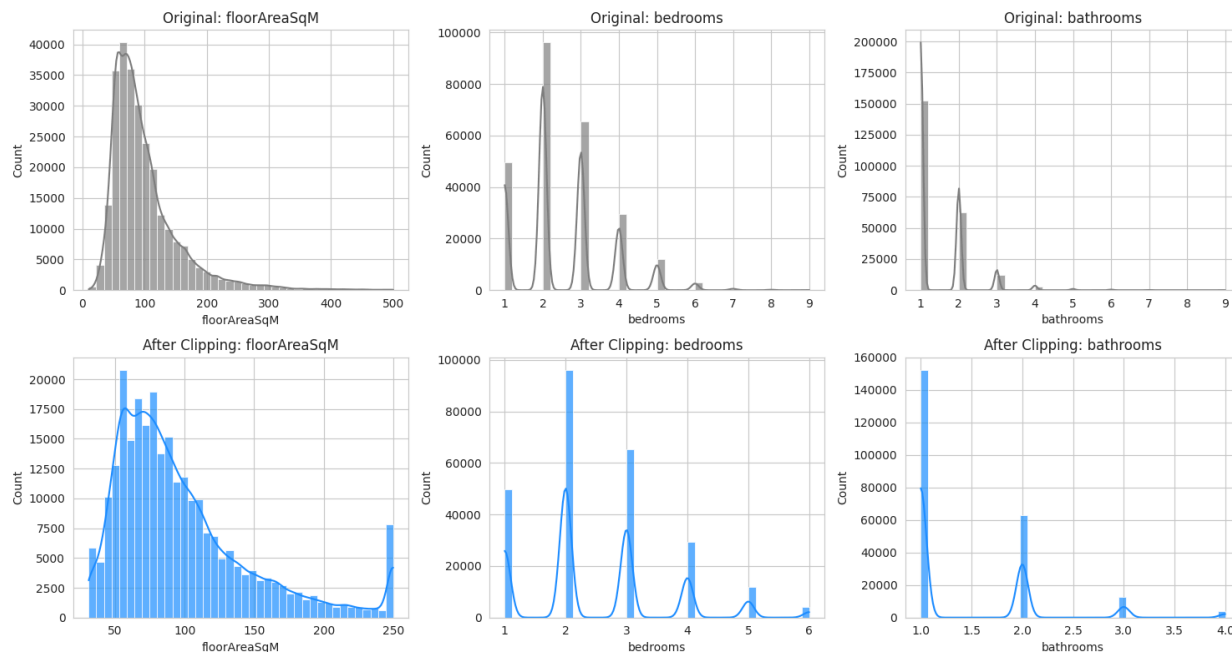 Original: floorAreaSqM
Count
40000
35000
30000
25000
20000
15000
10000
5000
0
0 100 200 300 400 500
floorAreaSqM
Original: bedrooms
Count
100000
80000
60000
40000
20000
0
1 2 3 4 5 6 7 8 9
bedrooms
Original: bathrooms
Count
200000
175000
150000
125000
100000
75000
50000
25000
0
1 2 3 4 5 6 7 8 9
bathrooms
After Clipping: floorAreaSqM
Count
20000
17500
15000
12500
10000
7500
5000
2500
0
50 100 150 200 250
floorAreaSqM
After Clipping: bedrooms
Count
100000
80000
60000
40000
20000
0
1 2 3 4 5 6
bedrooms
After Clipping: bathrooms
Count
160000
140000
120000
100000
80000
60000
40000
20000
0
1.0 1.5 2.0 2.5 3.0 3.5 4.0
bathrooms